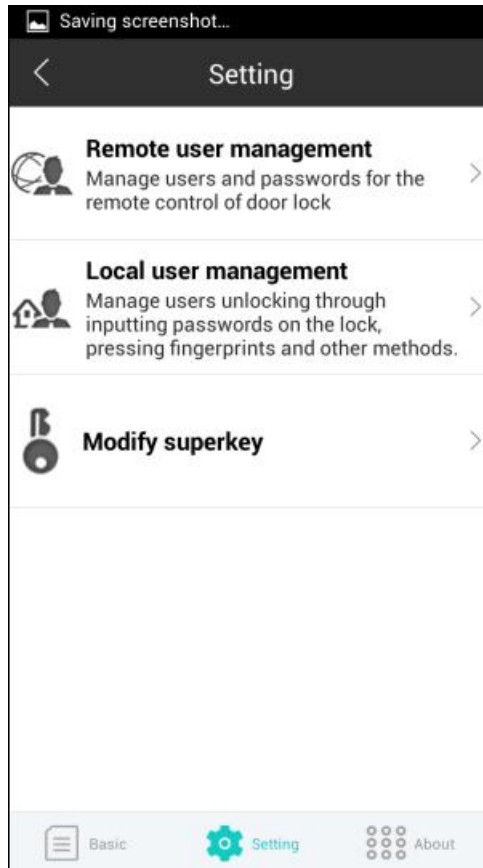 Saving screenshot...
Setting
Remote user management
Manage users and passwords for the
remote control of door lock
Local user management
Manage users unlocking through
inputting passwords on the lock,
pressing fingerprints and other methods.
Modify superkey
Basic
Setting
About